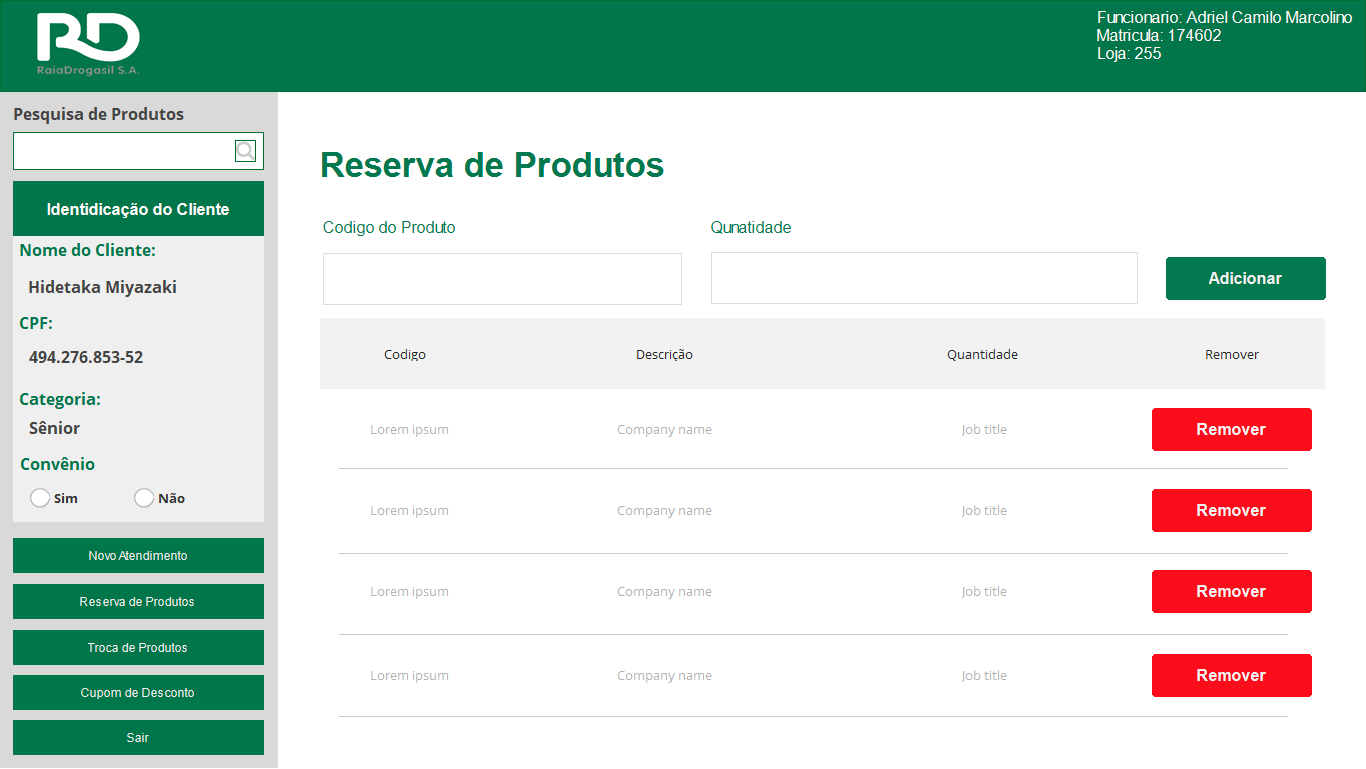 RD
RaiaDrogasil S.A.
Funcionario: Adriel Camilo Marcolino
Matricula: 174602
Loja: 255
Pesquisa de Produtos
Identidicação do Cliente
Nome do Cliente:
Hidetaka Miyazaki
CPF:
494.276.853-52
Categoria:
Sênior
Convênio
Sim Não
Novo Atendimento
Reserva de Produtos
Troca de Produtos
Cupom de Desconto
Sair
Reserva de Produtos
Codigo do Produto Qunatidade
Adicionar
Codigo Descrição Quantidade Remover
Lorem ipsum Company name Job title Remover
Lorem ipsum Company name Job title Remover
Lorem ipsum Company name Job title Remover
Lorem ipsum Company name Job title Remover